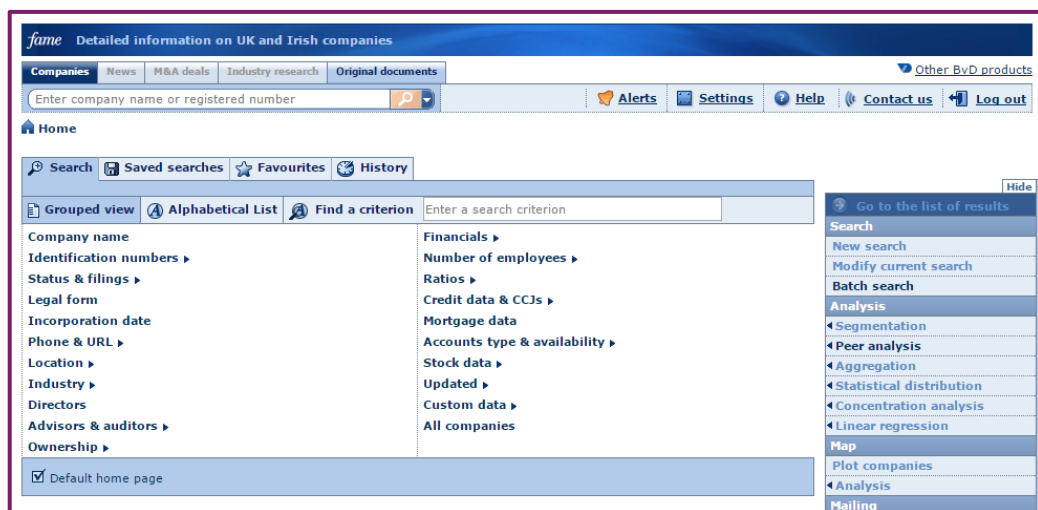 fame Detailed information on UK and Irish companies
Companies News M&A deals Industry research Original documents
Other BvD products
Enter company name or registered number
Alerts Settings Help Contact us Log out
Home
Search Saved searches Favourites History
Hide
Grouped view Alphabetical List Find a criterion Enter a search criterion
Company name
Identification numbers
Status & filings
Legal form
Incorporation date
Phone & URL
Location
Industry
Directors
Advisors & auditors
Ownership
Financials
Number of employees
Ratios
Credit data & CCJs
Mortgage data
Accounts type & availability
Stock data
Updated
Custom data
All companies
Default home page
Go to the list of results
Search
New search
Modify current search
Batch search
Analysis
Segmentation
Peer analysis
Aggregation
Statistical distribution
Concentration analysis
Linear regression
Map
Plot companies
Analysis
Mailing